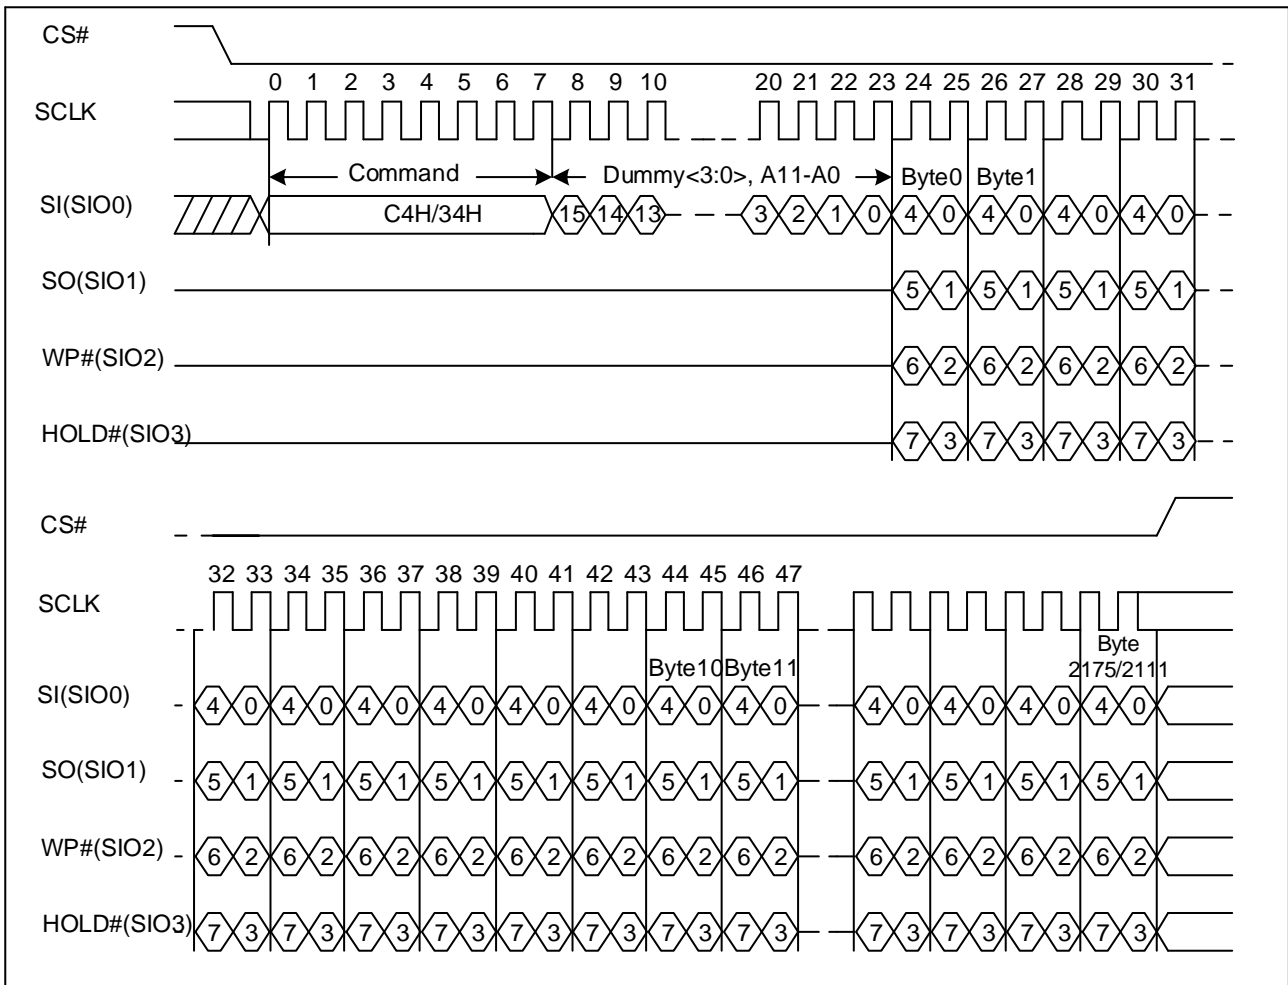 CS#
0 1 2 3 4 5 6 7 8 9 10 20 21 22 23 24 25 26 27 28 29 30 31
SCLK
Command Dummy<3:0>, A11-A0 Byte0 Byte1
SI(SIO0) C4H/34H 15 14 13 3 2 1 0 4 0 4 0 4 0 4 0
SO(SIO1) 5 1 5 1 5 1 5 1
WP#(SIO2) 6 2 6 2 6 2 6 2
HOLD#(SIO3) 7 3 7 3 7 3 7 3
CS#
32 33 34 35 36 37 38 39 40 41 42 43 44 45 46 47
SCLK
Byte10 Byte11 Byte
2175/2111
SI(SIO0) 4 0 4 0 4 0 4 0 4 0 4 0 4 0 4 0 4 0 4 0 4 0 4 0
SO(SIO1) 5 1 5 1 5 1 5 1 5 1 5 1 5 1 5 1 5 1 5 1 5 1 5 1
WP#(SIO2) 6 2 6 2 6 2 6 2 6 2 6 2 6 2 6 2 6 2 6 2 6 2 6 2
HOLD#(SIO3) 7 3 7 3 7 3 7 3 7 3 7 3 7 3 7 3 7 3 7 3 7 3 7 3